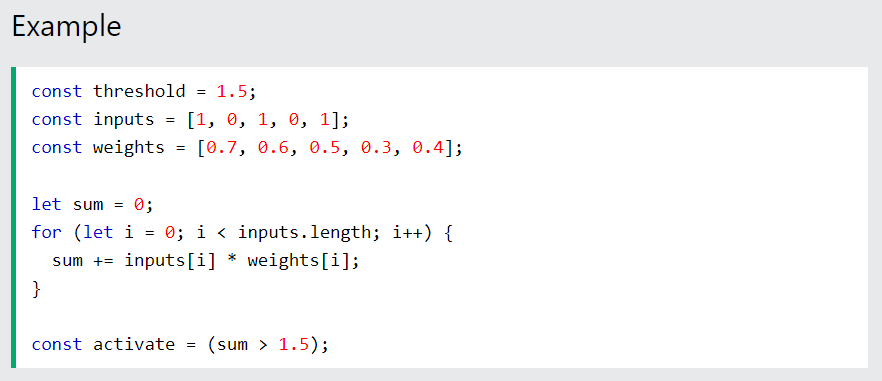 Example
const threshold = 1.5;
const inputs = [1, 0, 1, 0, 1];
const weights = [0.7, 0.6, 0.5, 0.3, 0.4];
let sum = 0;
for (let i = 0; i < inputs.length; i++) {
  sum += inputs[i] * weights[i];
}
const activate = (sum > 1.5);